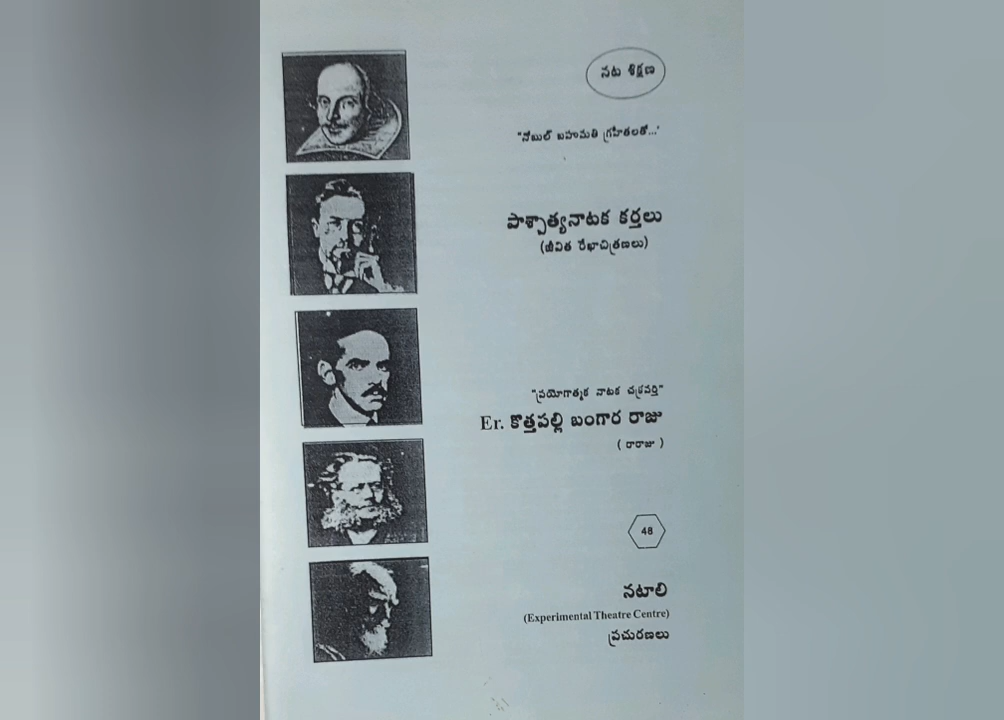 నట శిక్షణ
"నోబుల్ బహుమతి గ్రహీతలతో..."
పాశ్చాత్యనాటక కర్తలు
(జీవిత రేఖాచిత్రణలు)
"ప్రయోగాత్మక నాటక చక్రవర్తి"
Er. కొత్తపల్లి బంగార రాజు
( రారాజు )
48
నటాలి
(Experimental Theatre Centre)
ప్రచురణలు